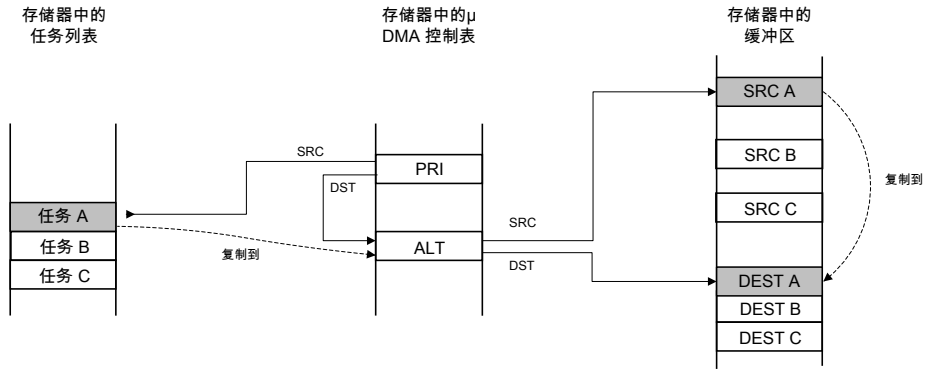 存储器中的
任务列表
存储器中的μ
DMA 控制表
存储器中的
缓冲区
SRC A
SRC
PRI
SRC B
DST
复制到
任务 A
SRC C
SRC
任务 B
复制到
ALT
DST
任务 C
DEST A
DEST B
DEST C